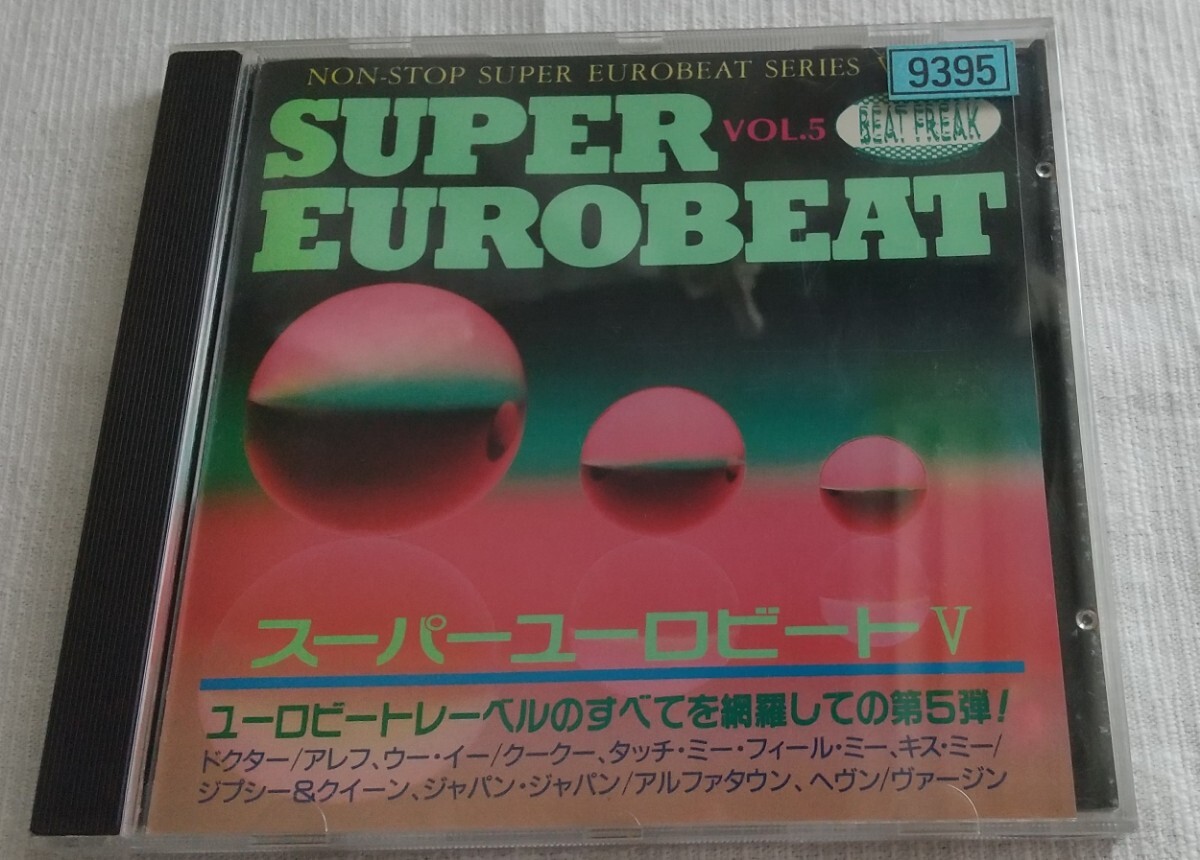 NON-STOP SUPER EUROBEAT SERIES
9395
SUPER
VOL.5
BEAT FREAK
EUROBEAT
スーパーユーロビート V
ユーロビートレーベルのすべてを網羅しての第5弾!
ドクター/アレフ、ウー・イー/クークー、タッチ・ミー・フィール・ミー、キス・ミー/
ジプシー&クイーン、ジャパン・ジャパン/アルファタウン、ヘヴン/ヴァージン